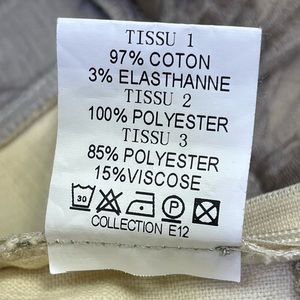 TISSU 1
97% COTON
3% ELASTHANNE
TISSU 2
100% POLYESTER
TISSU 3
85% POLYESTER
15%VISCOSE
30 P
COLLECTION E12